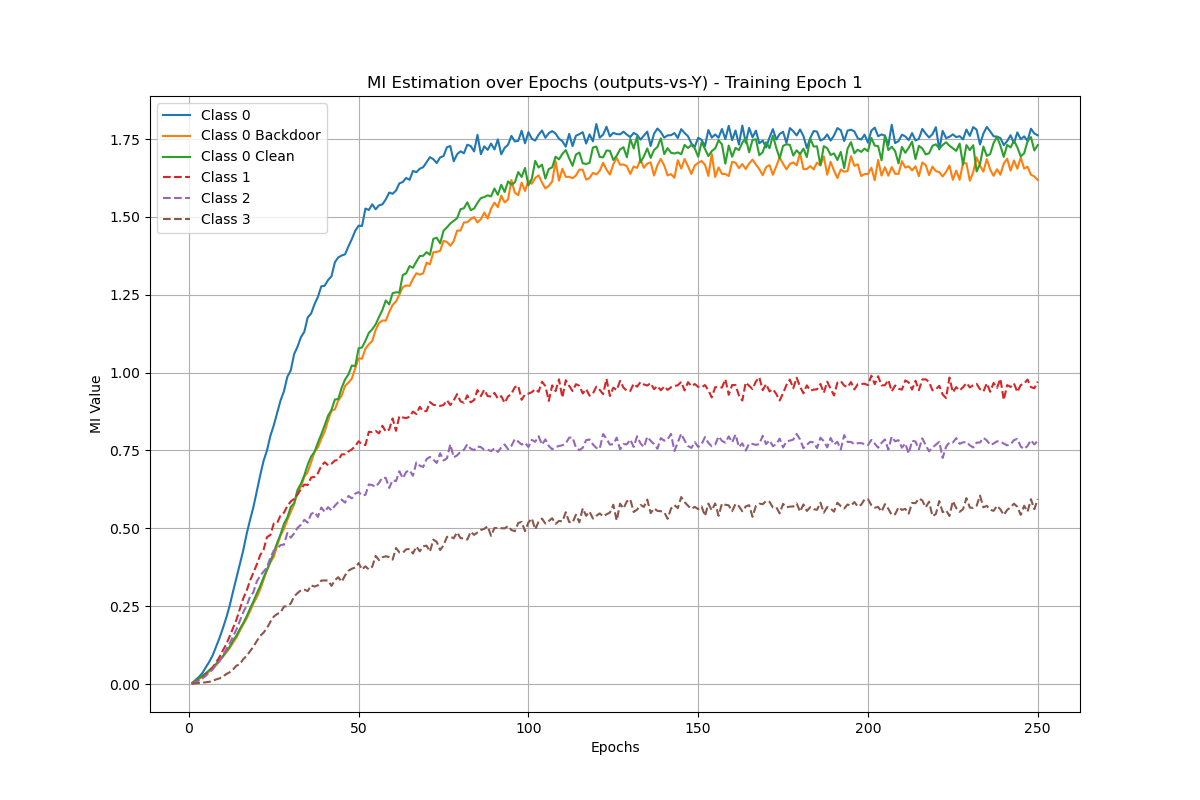 MI Estimation over Epochs (outputs-vs-Y) - Training Epoch 1
Class 0
Class 0 Backdoor
Class 0 Clean
Class 1
Class 2
Class 3
MI Value
1.75
1.50
1.25
1.00
0.75
0.50
0.25
0.00
0 50 100 150 200 250
Epochs